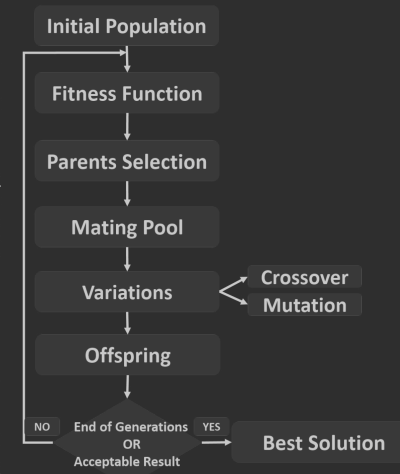 Initial Population
Fitness Function
Parents Selection
Mating Pool
Variations
Crossover
Mutation
Offspring
NO
End of Generations
OR
Acceptable Result
YES
Best Solution